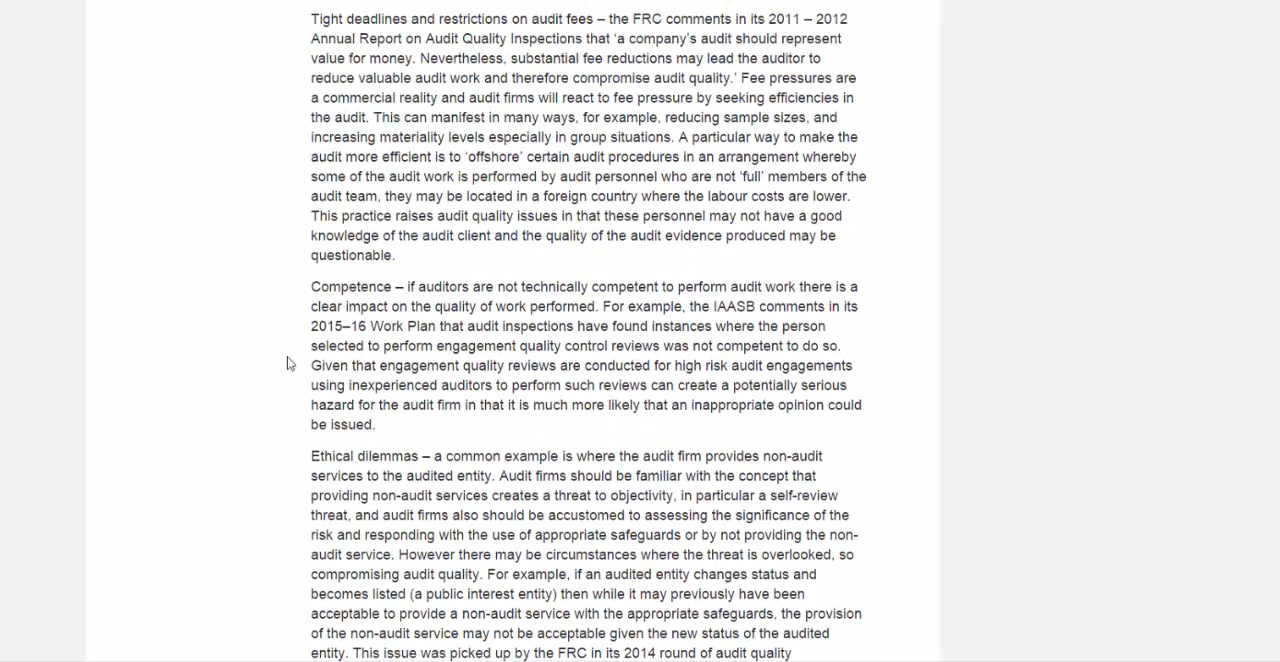 Tight deadlines and restrictions on audit fees – the FRC comments in its 2011 – 2012
Annual Report on Audit Quality Inspections that ‘a company’s audit should represent
value for money. Nevertheless, substantial fee reductions may lead the auditor to
reduce valuable audit work and therefore compromise audit quality.’ Fee pressures are
a commercial reality and audit firms will react to fee pressure by seeking efficiencies in
the audit. This can manifest in many ways, for example, reducing sample sizes, and
increasing materiality levels especially in group situations. A particular way to make the
audit more efficient is to ‘offshore’ certain audit procedures in an arrangement whereby
some of the audit work is performed by audit personnel who are not ‘full’ members of the
audit team, they may be located in a foreign country where the labour costs are lower.
This practice raises audit quality issues in that these personnel may not have a good
knowledge of the audit client and the quality of the audit evidence produced may be
questionable.
Competence – if auditors are not technically competent to perform audit work there is a
clear impact on the quality of work performed. For example, the IAASB comments in its
2015–16 Work Plan that audit inspections have found instances where the person
selected to perform engagement quality control reviews was not competent to do so.
Given that engagement quality reviews are conducted for high risk audit engagements
using inexperienced auditors to perform such reviews can create a potentially serious
hazard for the audit firm in that it is much more likely that an inappropriate opinion could
be issued.
Ethical dilemmas – a common example is where the audit firm provides non-audit
services to the audited entity. Audit firms should be familiar with the concept that
providing non-audit services creates a threat to objectivity, in particular a self-review
threat, and audit firms also should be accustomed to assessing the significance of the
risk and responding with the use of appropriate safeguards or by not providing the non-
audit service. However there may be circumstances where the threat is overlooked, so
compromising audit quality. For example, if an audited entity changes status and
becomes listed (a public interest entity) then while it may previously have been
acceptable to provide a non-audit service with the appropriate safeguards, the provision
of the non-audit service may not be acceptable given the new status of the audited
entity. This issue was picked up by the FRC in its 2014 round of audit quality